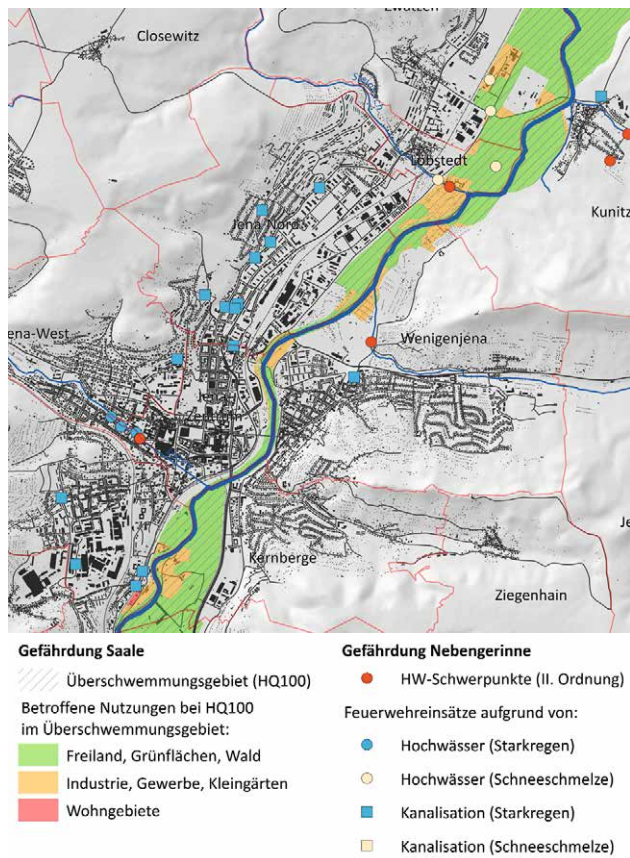 Zwätzen
Closewitz
Löbstedt
Jena-Nord
Kunitz
ena-West
Wenigenjena
Kernberge
Ziegenhain
Gefährdung Saale
Überschwemmungsgebiet (HQ100)
Betroffene Nutzungen bei HQ100
im Überschwemmungsgebiet:
Freiland, Grünflächen, Wald
Industrie, Gewerbe, Kleingärten
Wohngebiete
Gefährdung Nebengerinne
HW-Schwerpunkte (II. Ordnung)
Feuerwehreinsätze aufgrund von:
Hochwässer (Starkregen)
Hochwässer (Schneeschmelze)
Kanalisation (Starkregen)
Kanalisation (Schneeschmelze)